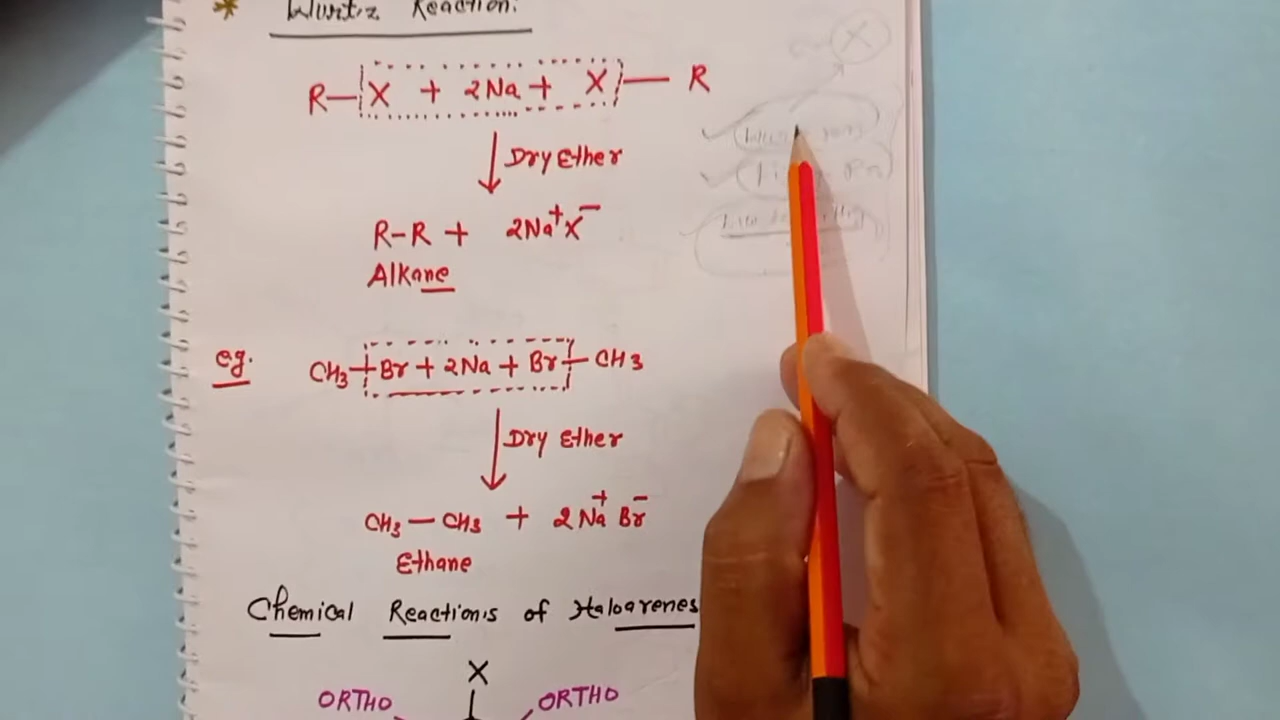 * Wurtz Reaction:
R—X + 2Na + X—R
Dry Ether
R-R + 2Na⁺X⁻
Alkane
eg. CH3—Br + 2Na + Br—CH3
Dry Ether
CH3—CH3 + 2Na⁺Br⁻
Ethane
Chemical Reactions of Haloarenes
X
ORTHO ORTHO